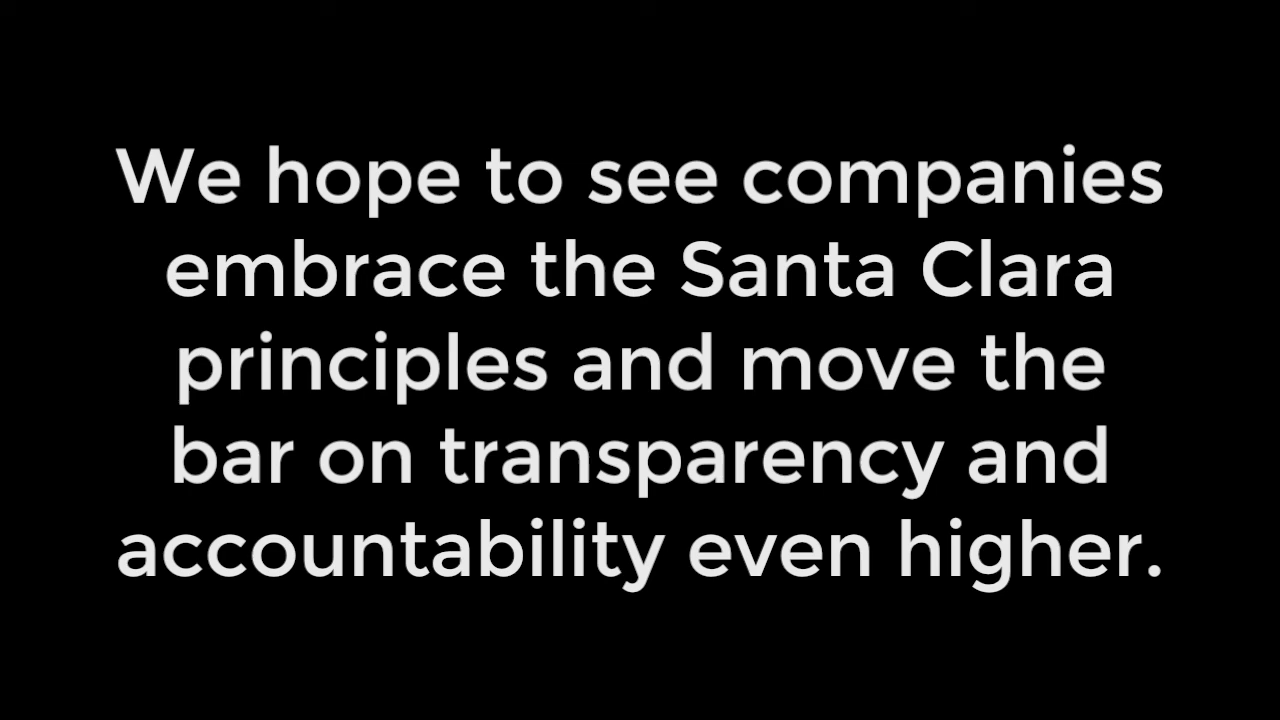 We hope to see companies
embrace the Santa Clara
principles and move the
bar on transparency and
accountability even higher.